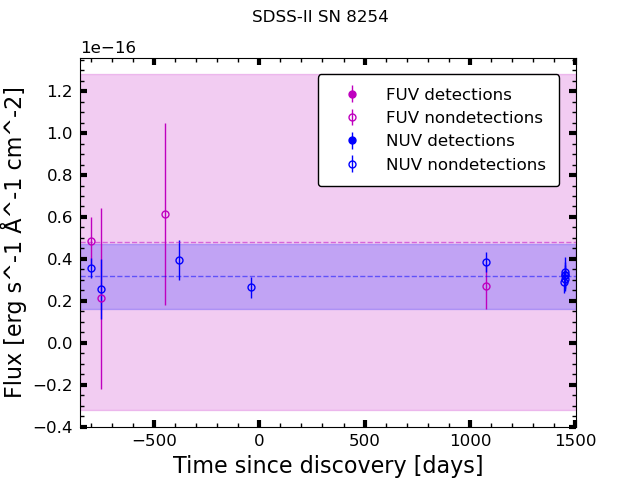 SDSS-II SN 8254
1e−16
FUV detections
FUV nondetections
NUV detections
NUV nondetections
1.2
1.0
0.8
0.6
0.4
0.2
0.0
−0.2
−0.4
−500
0
500
1000
1500
Time since discovery [days]
Flux [erg s^-1 Å^-1 cm^-2]